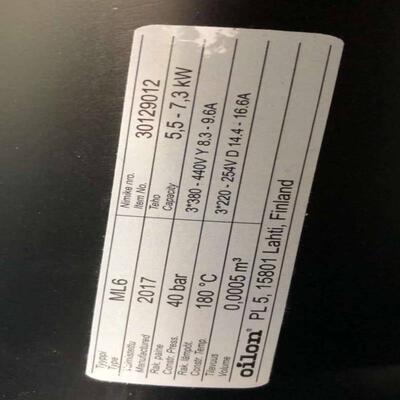 Tyyppi
Type
ML6
Nimike nro.
Item No.
30129012
Toimitettu
Manufactured
2017
Teho
Capacity
5,5 - 7,3 kW
Rak. paine
Constr. Press.
40 bar
3*380 - 440V Y 8.3 - 9.6A
Rak. lämpöt.
Constr. Temp.
180 °C
3*220 - 254V D 14.4 - 16.6A
Tilavuus
Volume
0,0005 m³
oilon® PL 5, 15801 Lahti, Finland